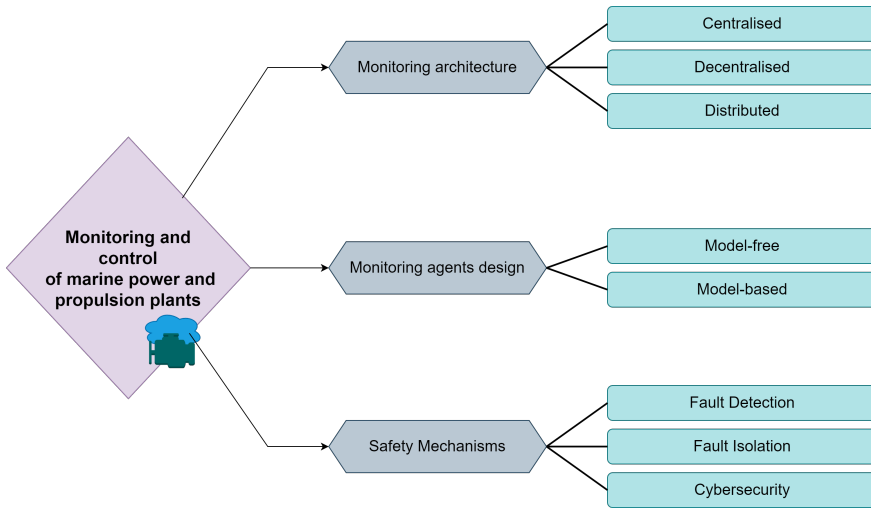 Monitoring and
control
of marine power and
propulsion plants
Monitoring architecture
Centralised
Decentralised
Distributed
Monitoring agents design
Model-free
Model-based
Safety Mechanisms
Fault Detection
Fault Isolation
Cybersecurity